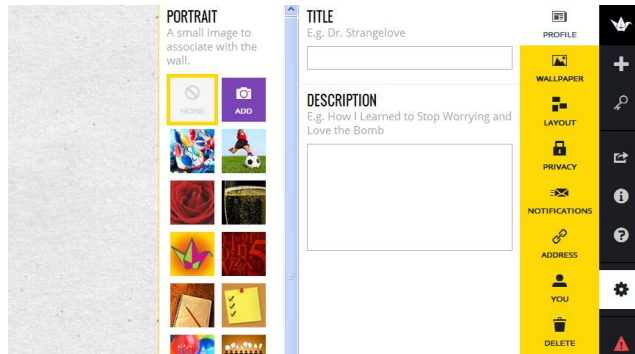 PORTRAIT
A small image to
associate with the
wall.
NONE
ADD
TITLE
E.g. Dr. Strangelove
DESCRIPTION
E.g. How I Learned to Stop Worrying and
Love the Bomb
PROFILE
WALLPAPER
LAYOUT
PRIVACY
NOTIFICATIONS
ADDRESS
YOU
DELETE